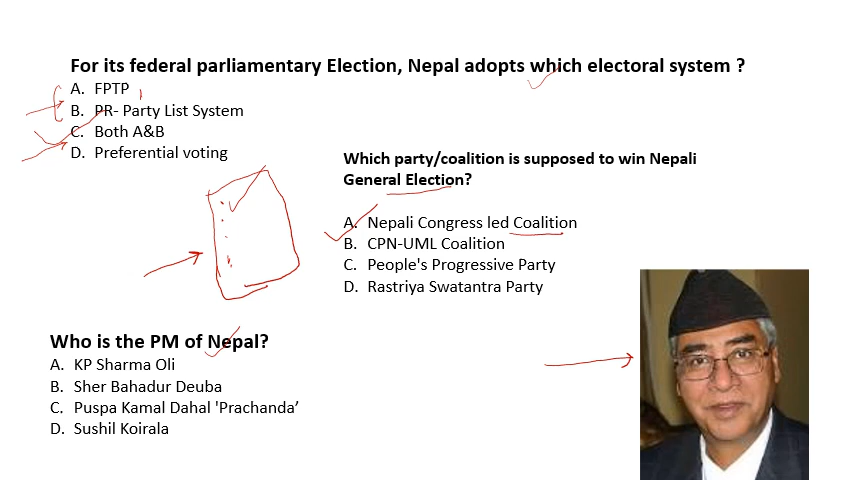 For its federal parliamentary Election, Nepal adopts which electoral system ?
A. FPTP
B. PR- Party List System
C. Both A&B
D. Preferential voting
Which party/coalition is supposed to win Nepali
General Election?
A. Nepali Congress led Coalition
B. CPN-UML Coalition
C. People's Progressive Party
D. Rastriya Swatantra Party
Who is the PM of Nepal?
A. KP Sharma Oli
B. Sher Bahadur Deuba
C. Puspa Kamal Dahal 'Prachanda’
D. Sushil Koirala